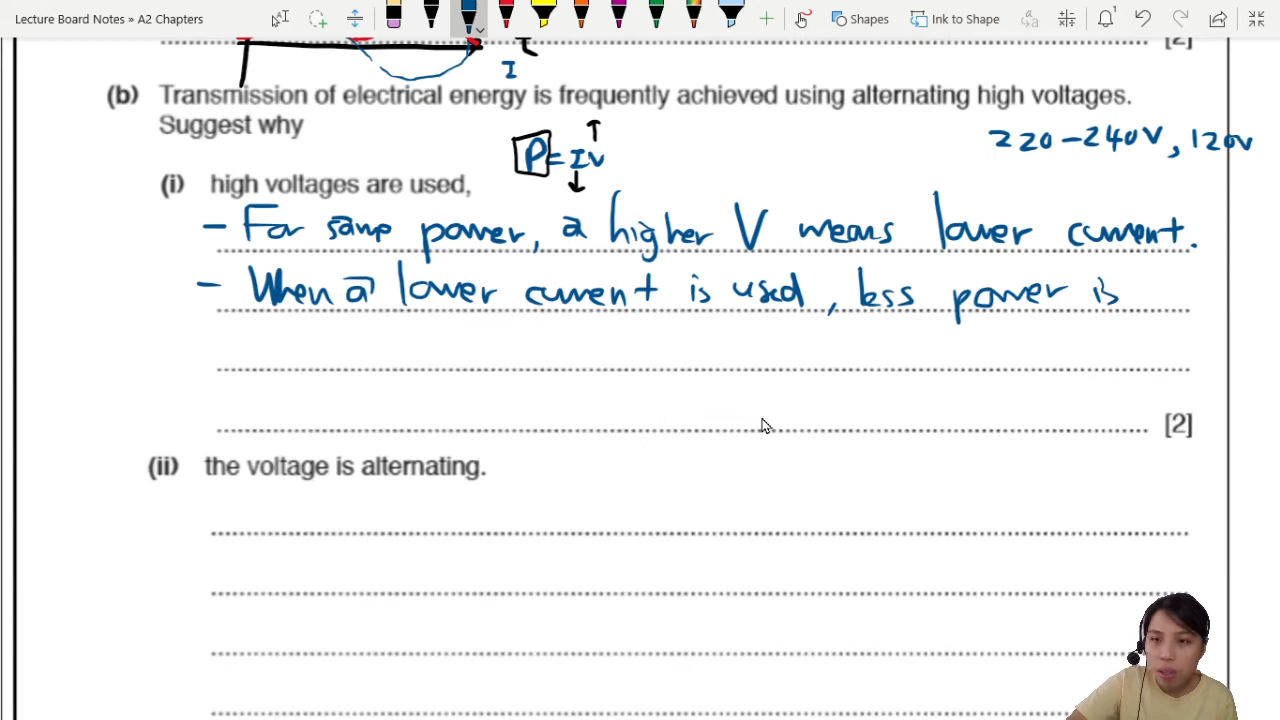 Lecture Board Notes » A2 Chapters
Shapes
Ink to Shape
1
[2]
I
(b) Transmission of electrical energy is frequently achieved using alternating high voltages.
Suggest why
P = IV
220 - 240V, 120V
(i) high voltages are used,
- For same power, a higher V means lower current.
- When a lower current is used, less power is
[2]
(ii) the voltage is alternating.